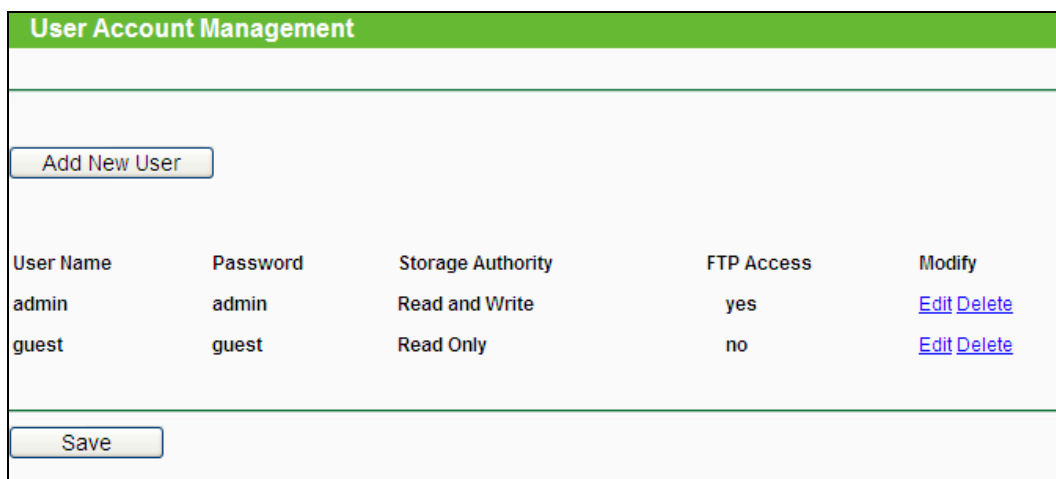 User Account Management
Add New User
User Name Password Storage Authority FTP Access Modify
admin admin Read and Write yes Edit Delete
guest guest Read Only no Edit Delete
Save